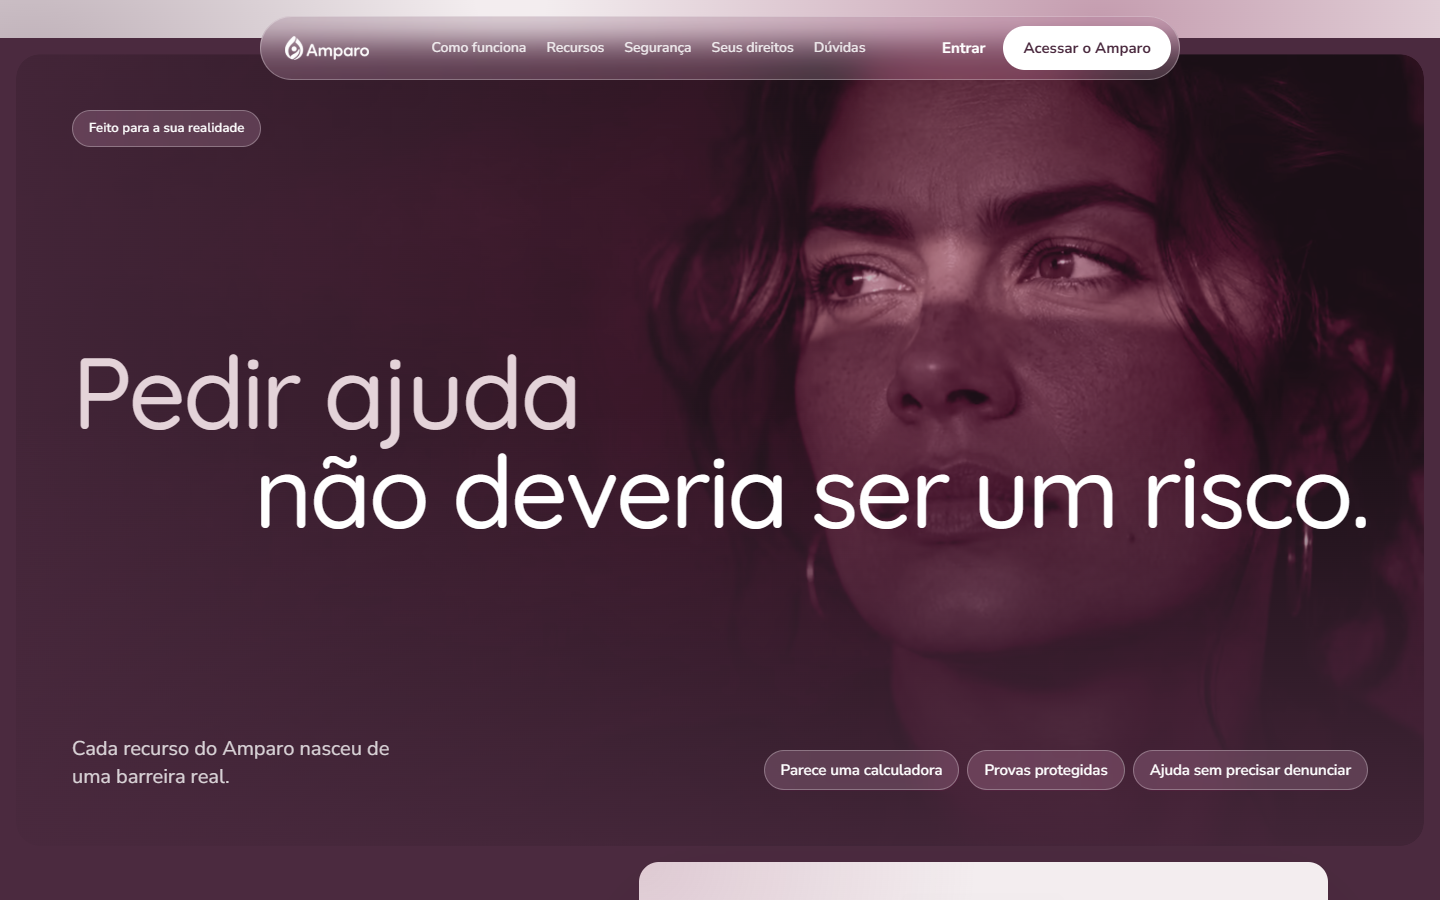 Amparo
Como funciona
Recursos
Segurança
Seus direitos
Dúvidas
Entrar
Acessar o Amparo
Feito para a sua realidade
Pedir ajuda
não deveria ser um risco.
Cada recurso do Amparo nasceu de
uma barreira real.
Parece uma calculadora
Provas protegidas
Ajuda sem precisar denunciar